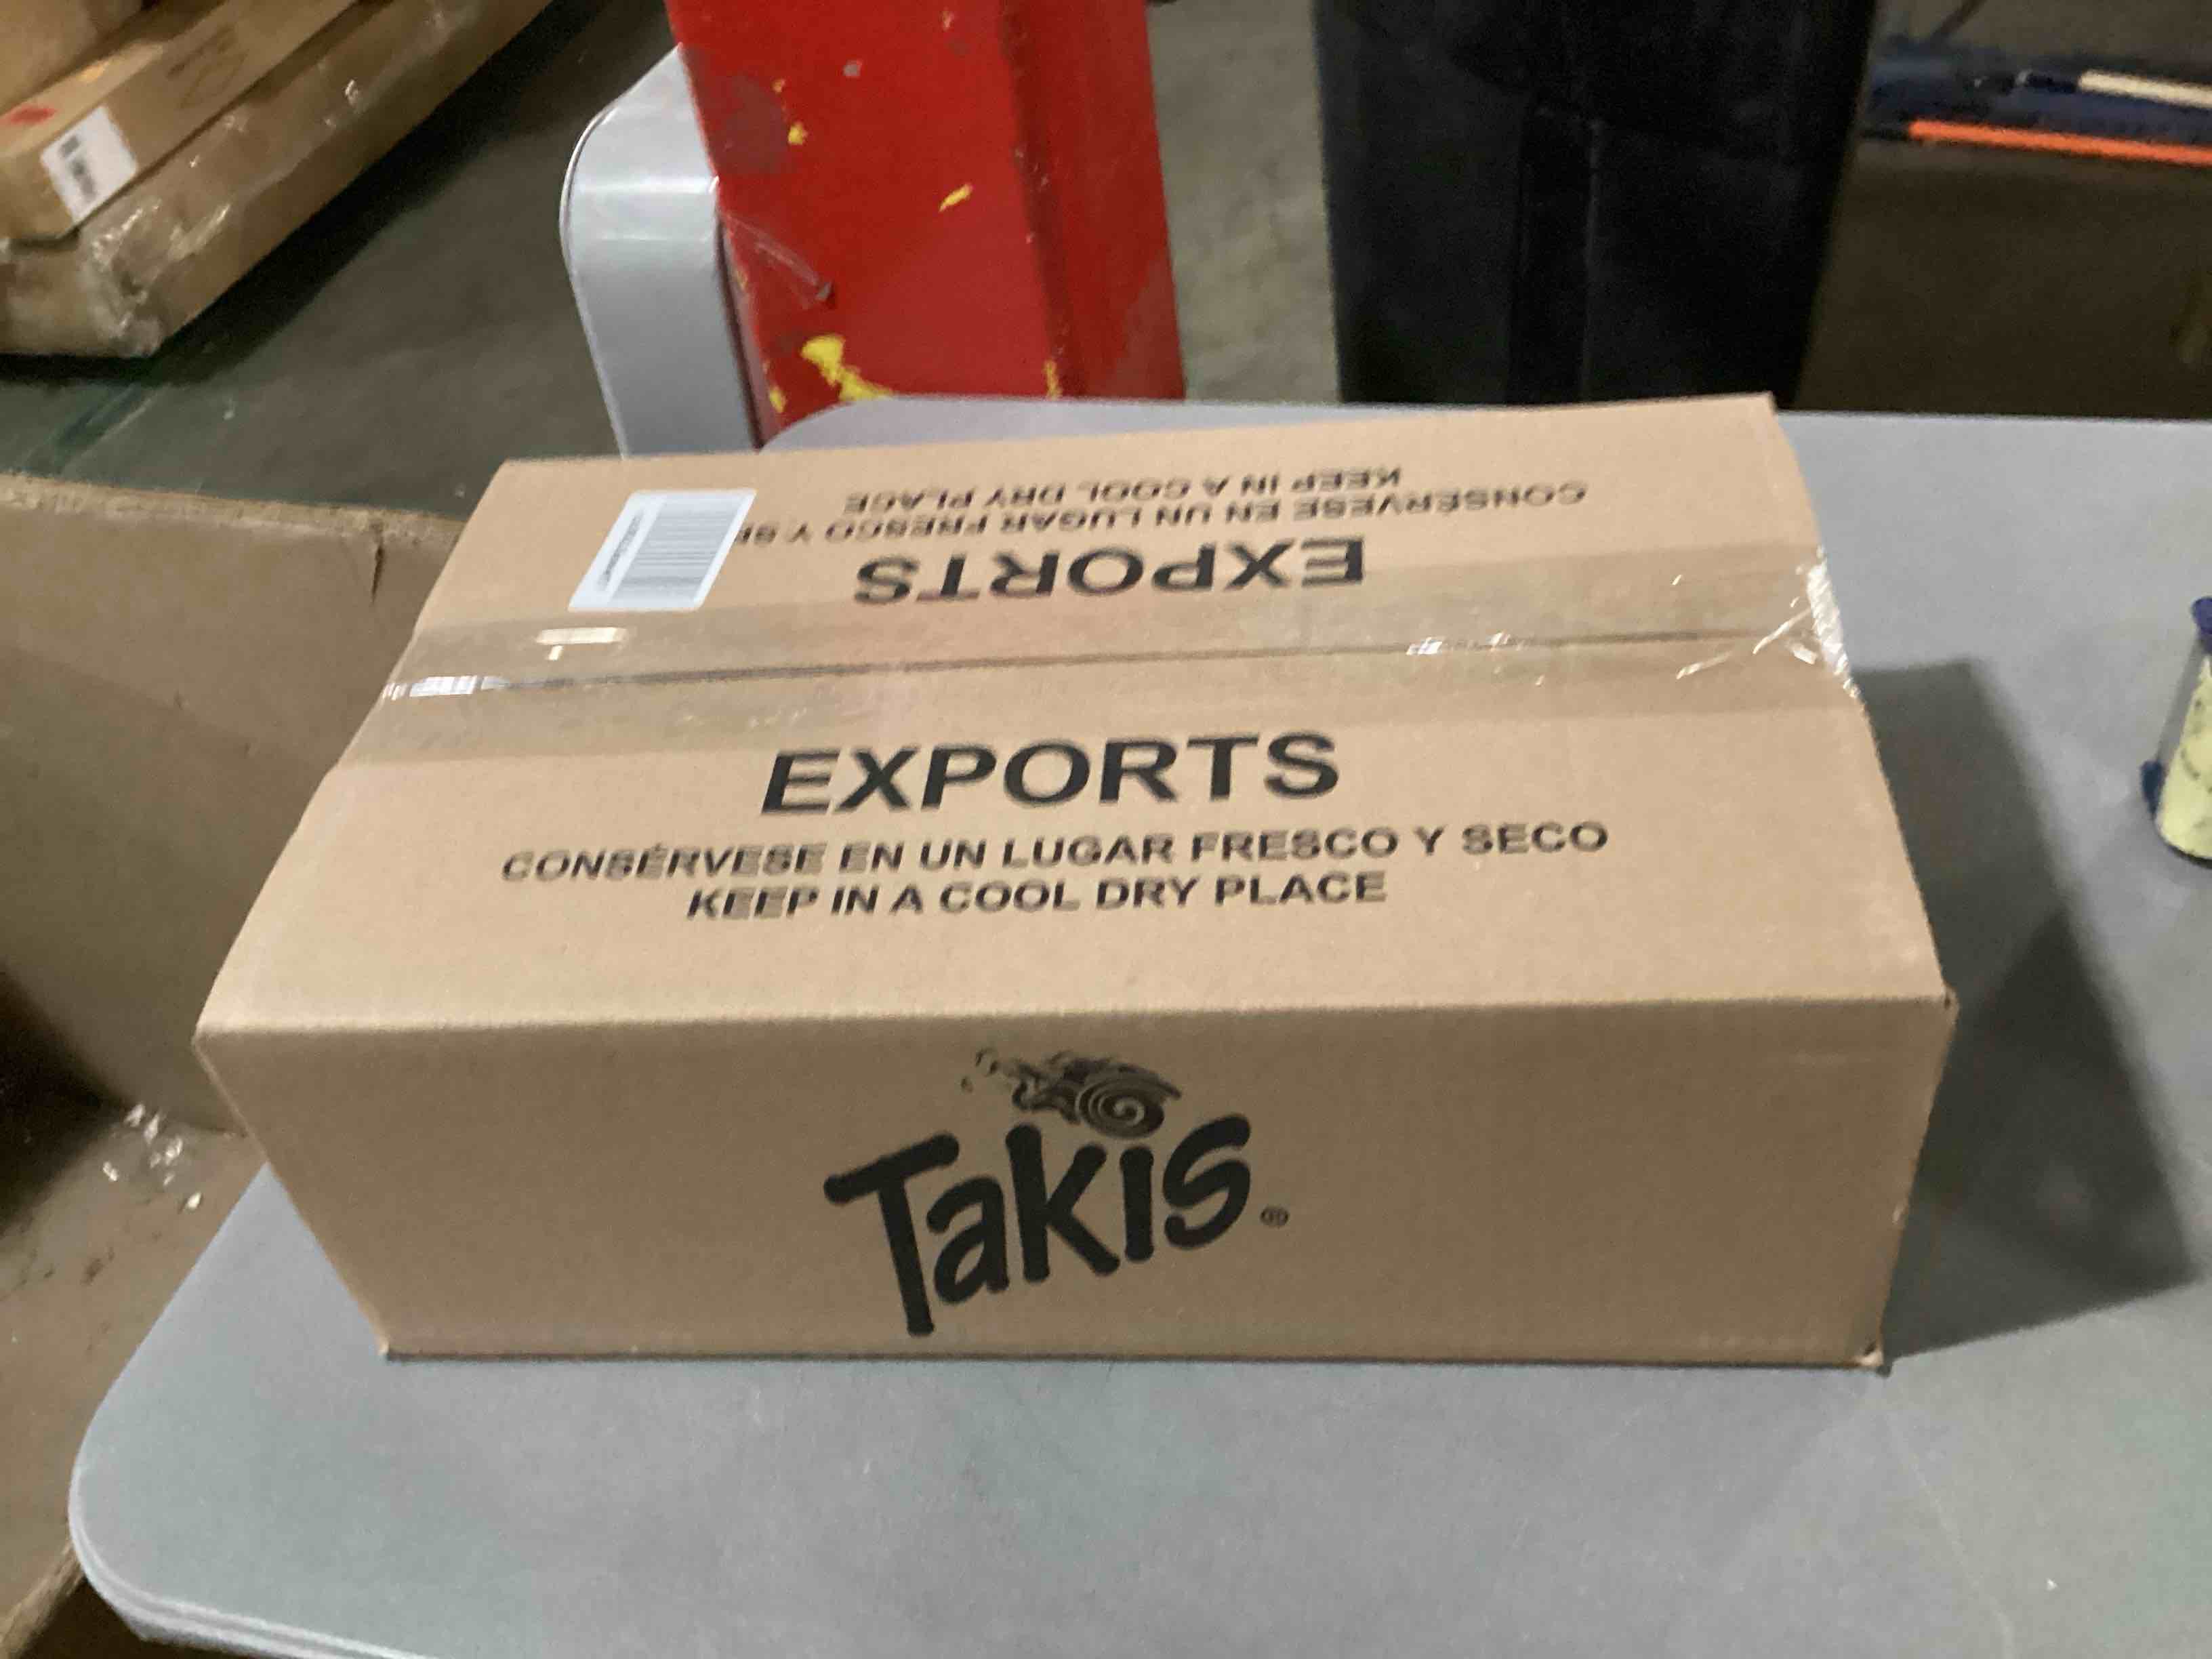 KEEP IN A COOL DRY PLACE
CONSÉRVESE EN UN LUGAR FRESCO Y SE
EXPORTS
EXPORTS
CONSÉRVESE EN UN LUGAR FRESCO Y SECO
KEEP IN A COOL DRY PLACE
Takis®